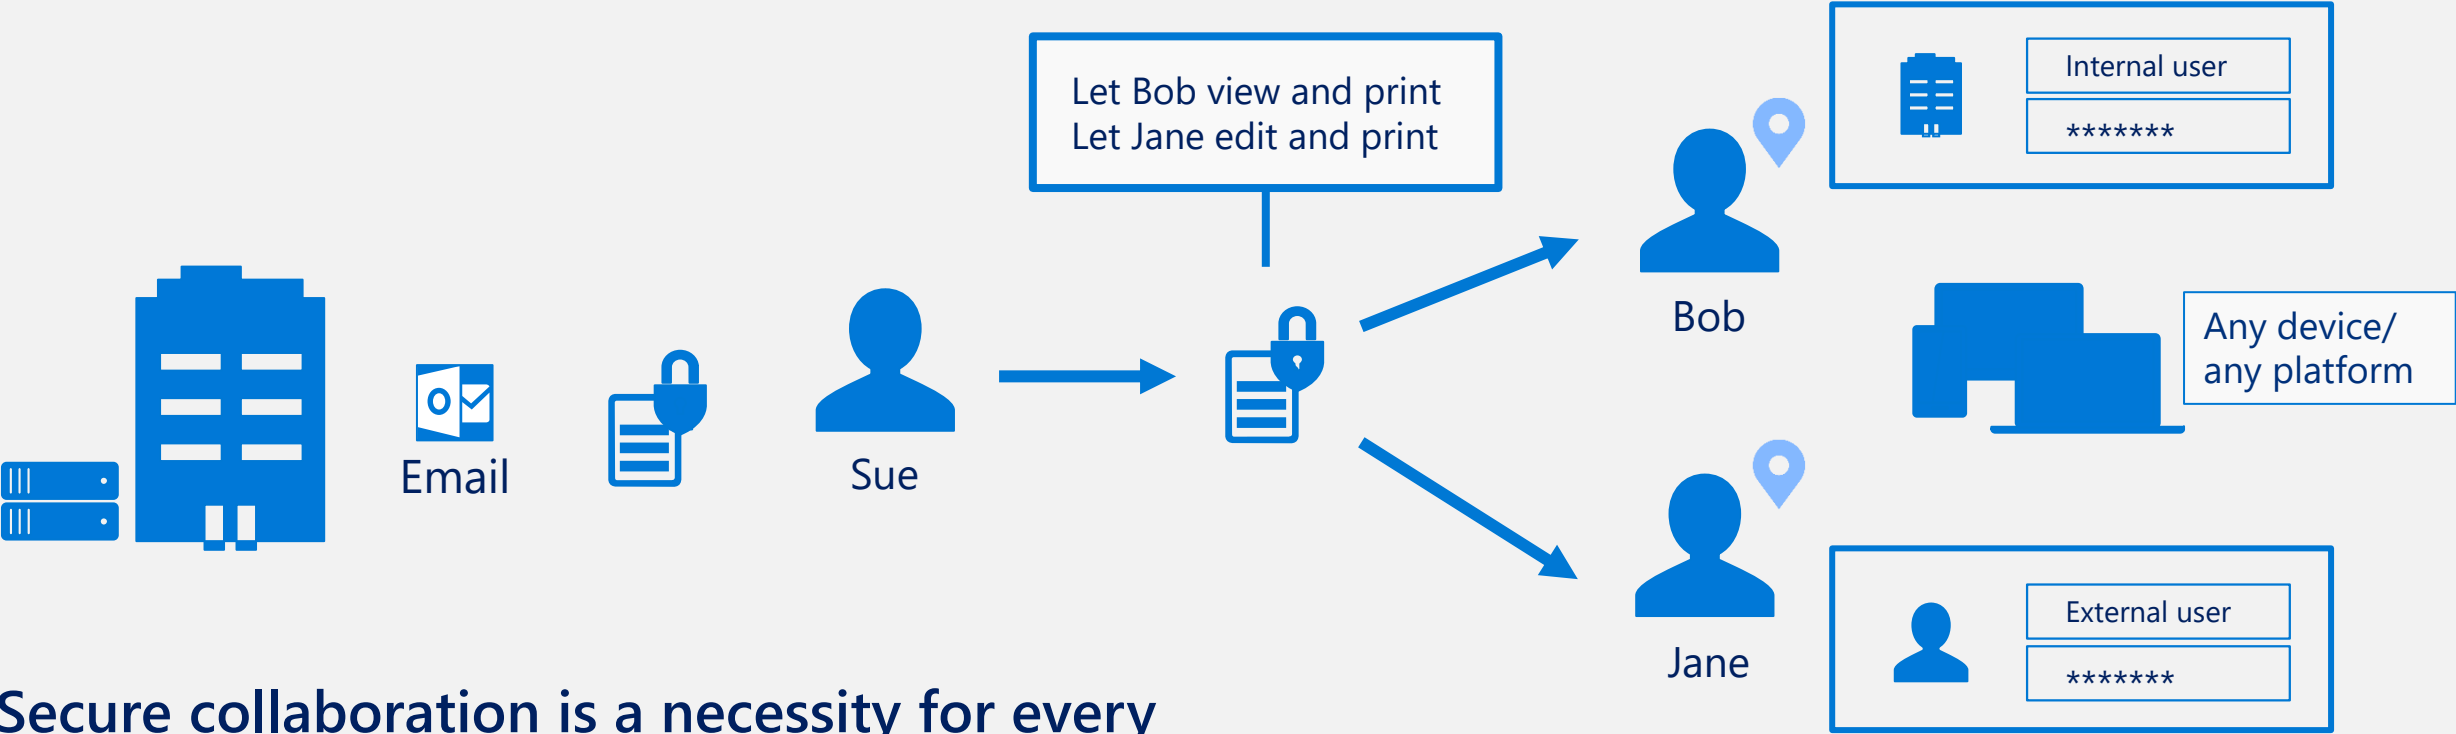 Let Bob view and print
Let Jane edit and print
Internal user
*******
Bob
Any device/
any platform
Email
Sue
Jane
External user
*******
Secure collaboration is a necessity for every